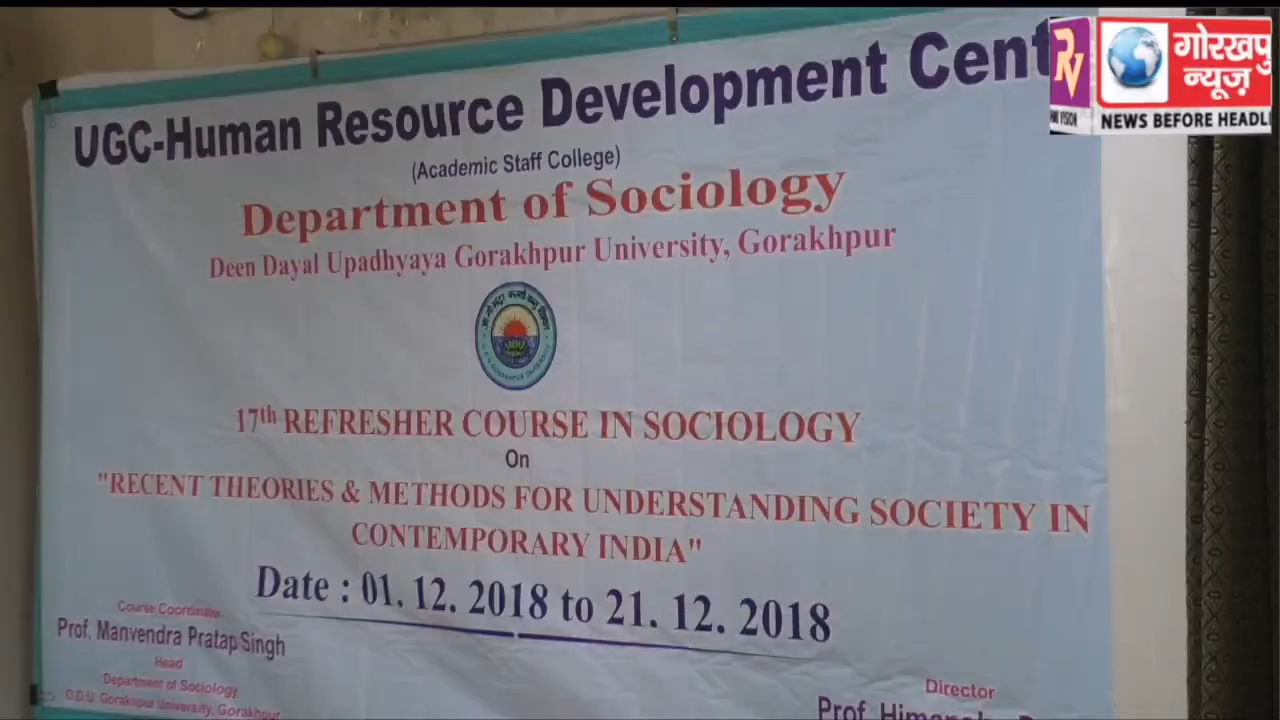 UGC-Human Resource Development Cent
(Academic Staff College)
Department of Sociology
Deen Dayal Upadhyaya Gorakhpur University, Gorakhpur
17th REFRESHER COURSE IN SOCIOLOGY
On
"RECENT THEORIES & METHODS FOR UNDERSTANDING SOCIETY IN
CONTEMPORARY INDIA"
Date : 01. 12. 2018 to 21. 12. 2018
Course Coordinator
Prof. Manvendra Pratap Singh
Head
Department of Sociology
D.D.U. Gorakhpur University, Gorakhpur
Director
Prof. Himansh
गोरखपु
न्यूज़
NEWS BEFORE HEADLI
VISION